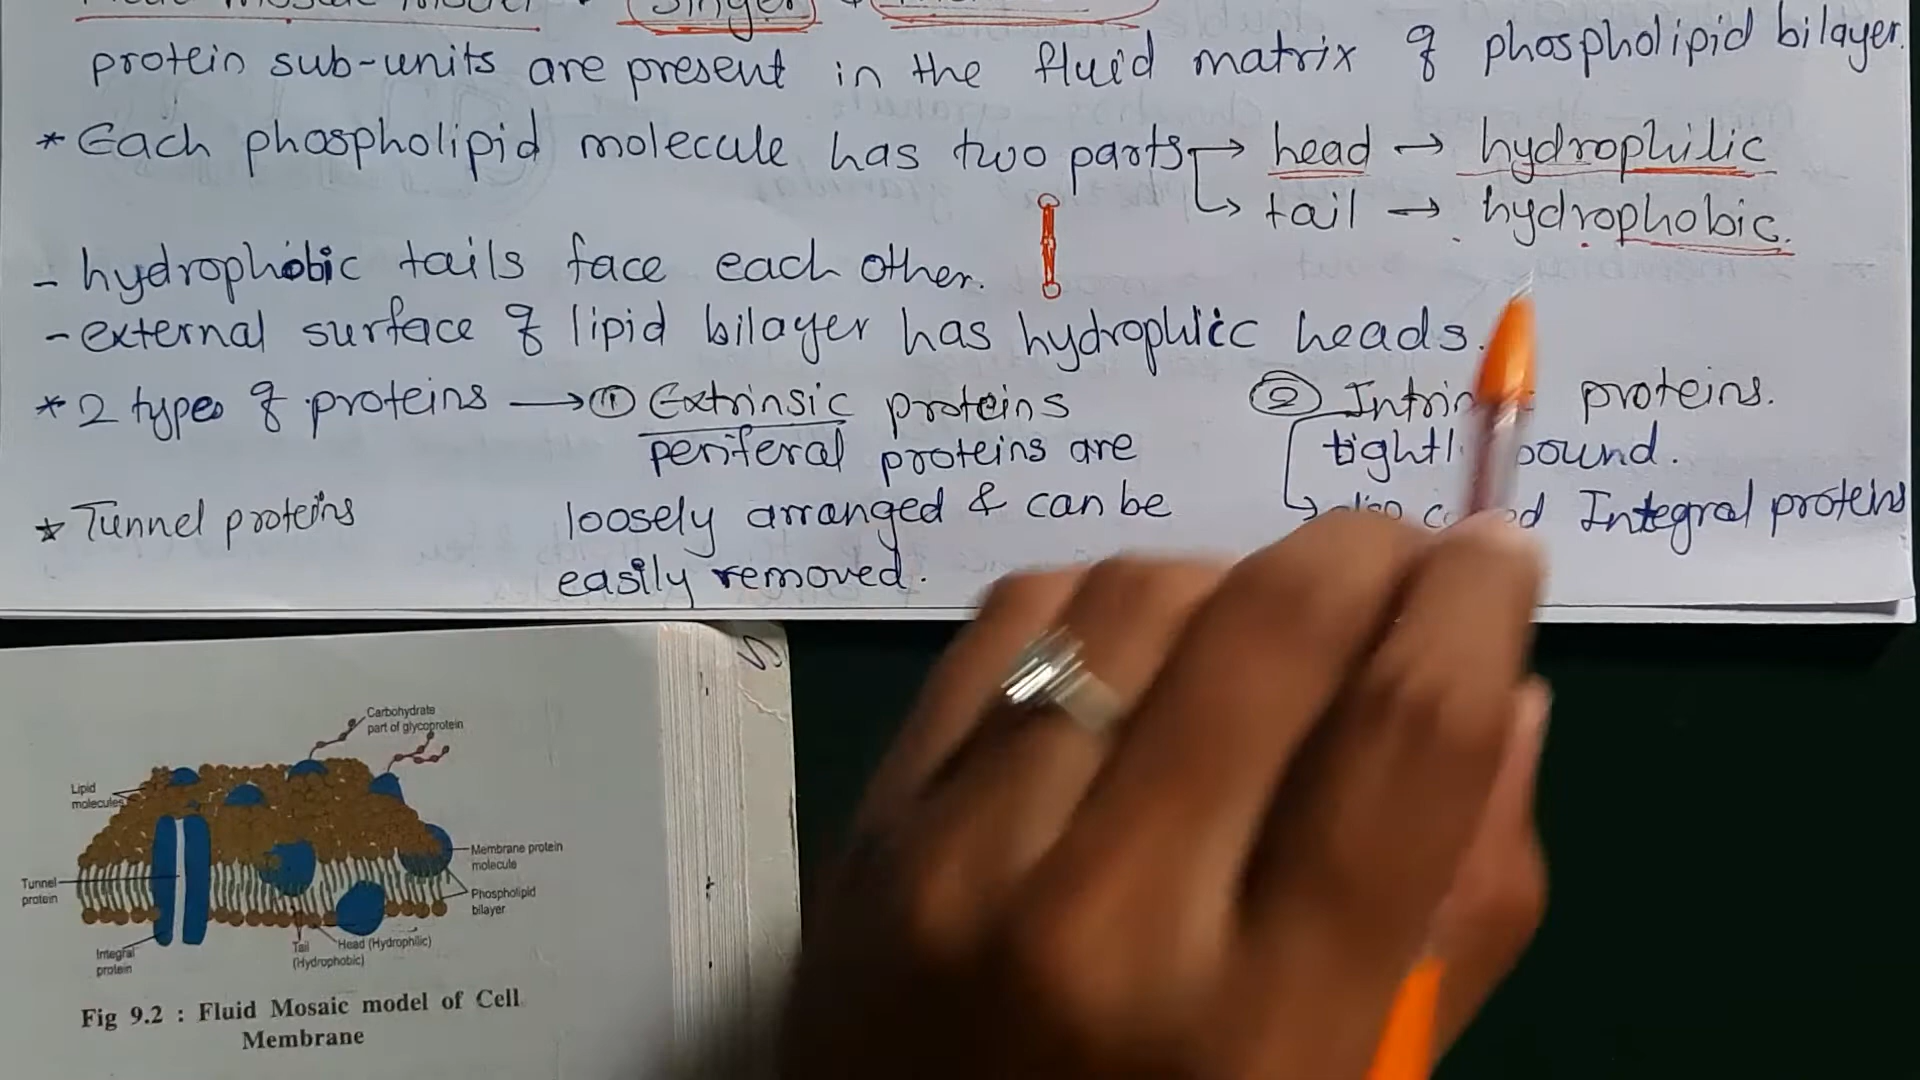 Singer
protein sub-units are present in the fluid matrix of phospholipid bilayer.
* Each phospholipid molecule has two parts → head → hydrophilic
↳ tail → hydrophobic.
- hydrophobic tails face each other.
- external surface of lipid bilayer has hydrophlic heads.
* 2 types of proteins → ① Extrinsic proteins ② proteins.
periferal proteins are bound.
* Tunnel proteins loosely arranged & can be Integral proteins
easily removed.
Carbohydrate
part of glycoprotein
Lipid
molecules
Membrane protein
molecule
Tunnel
protein
Phospholipid
bilayer
Integral
protein
Tail
(Hydrophobic)
Head (Hydrophilic)
Fig 9.2 : Fluid Mosaic model of Cell
Membrane